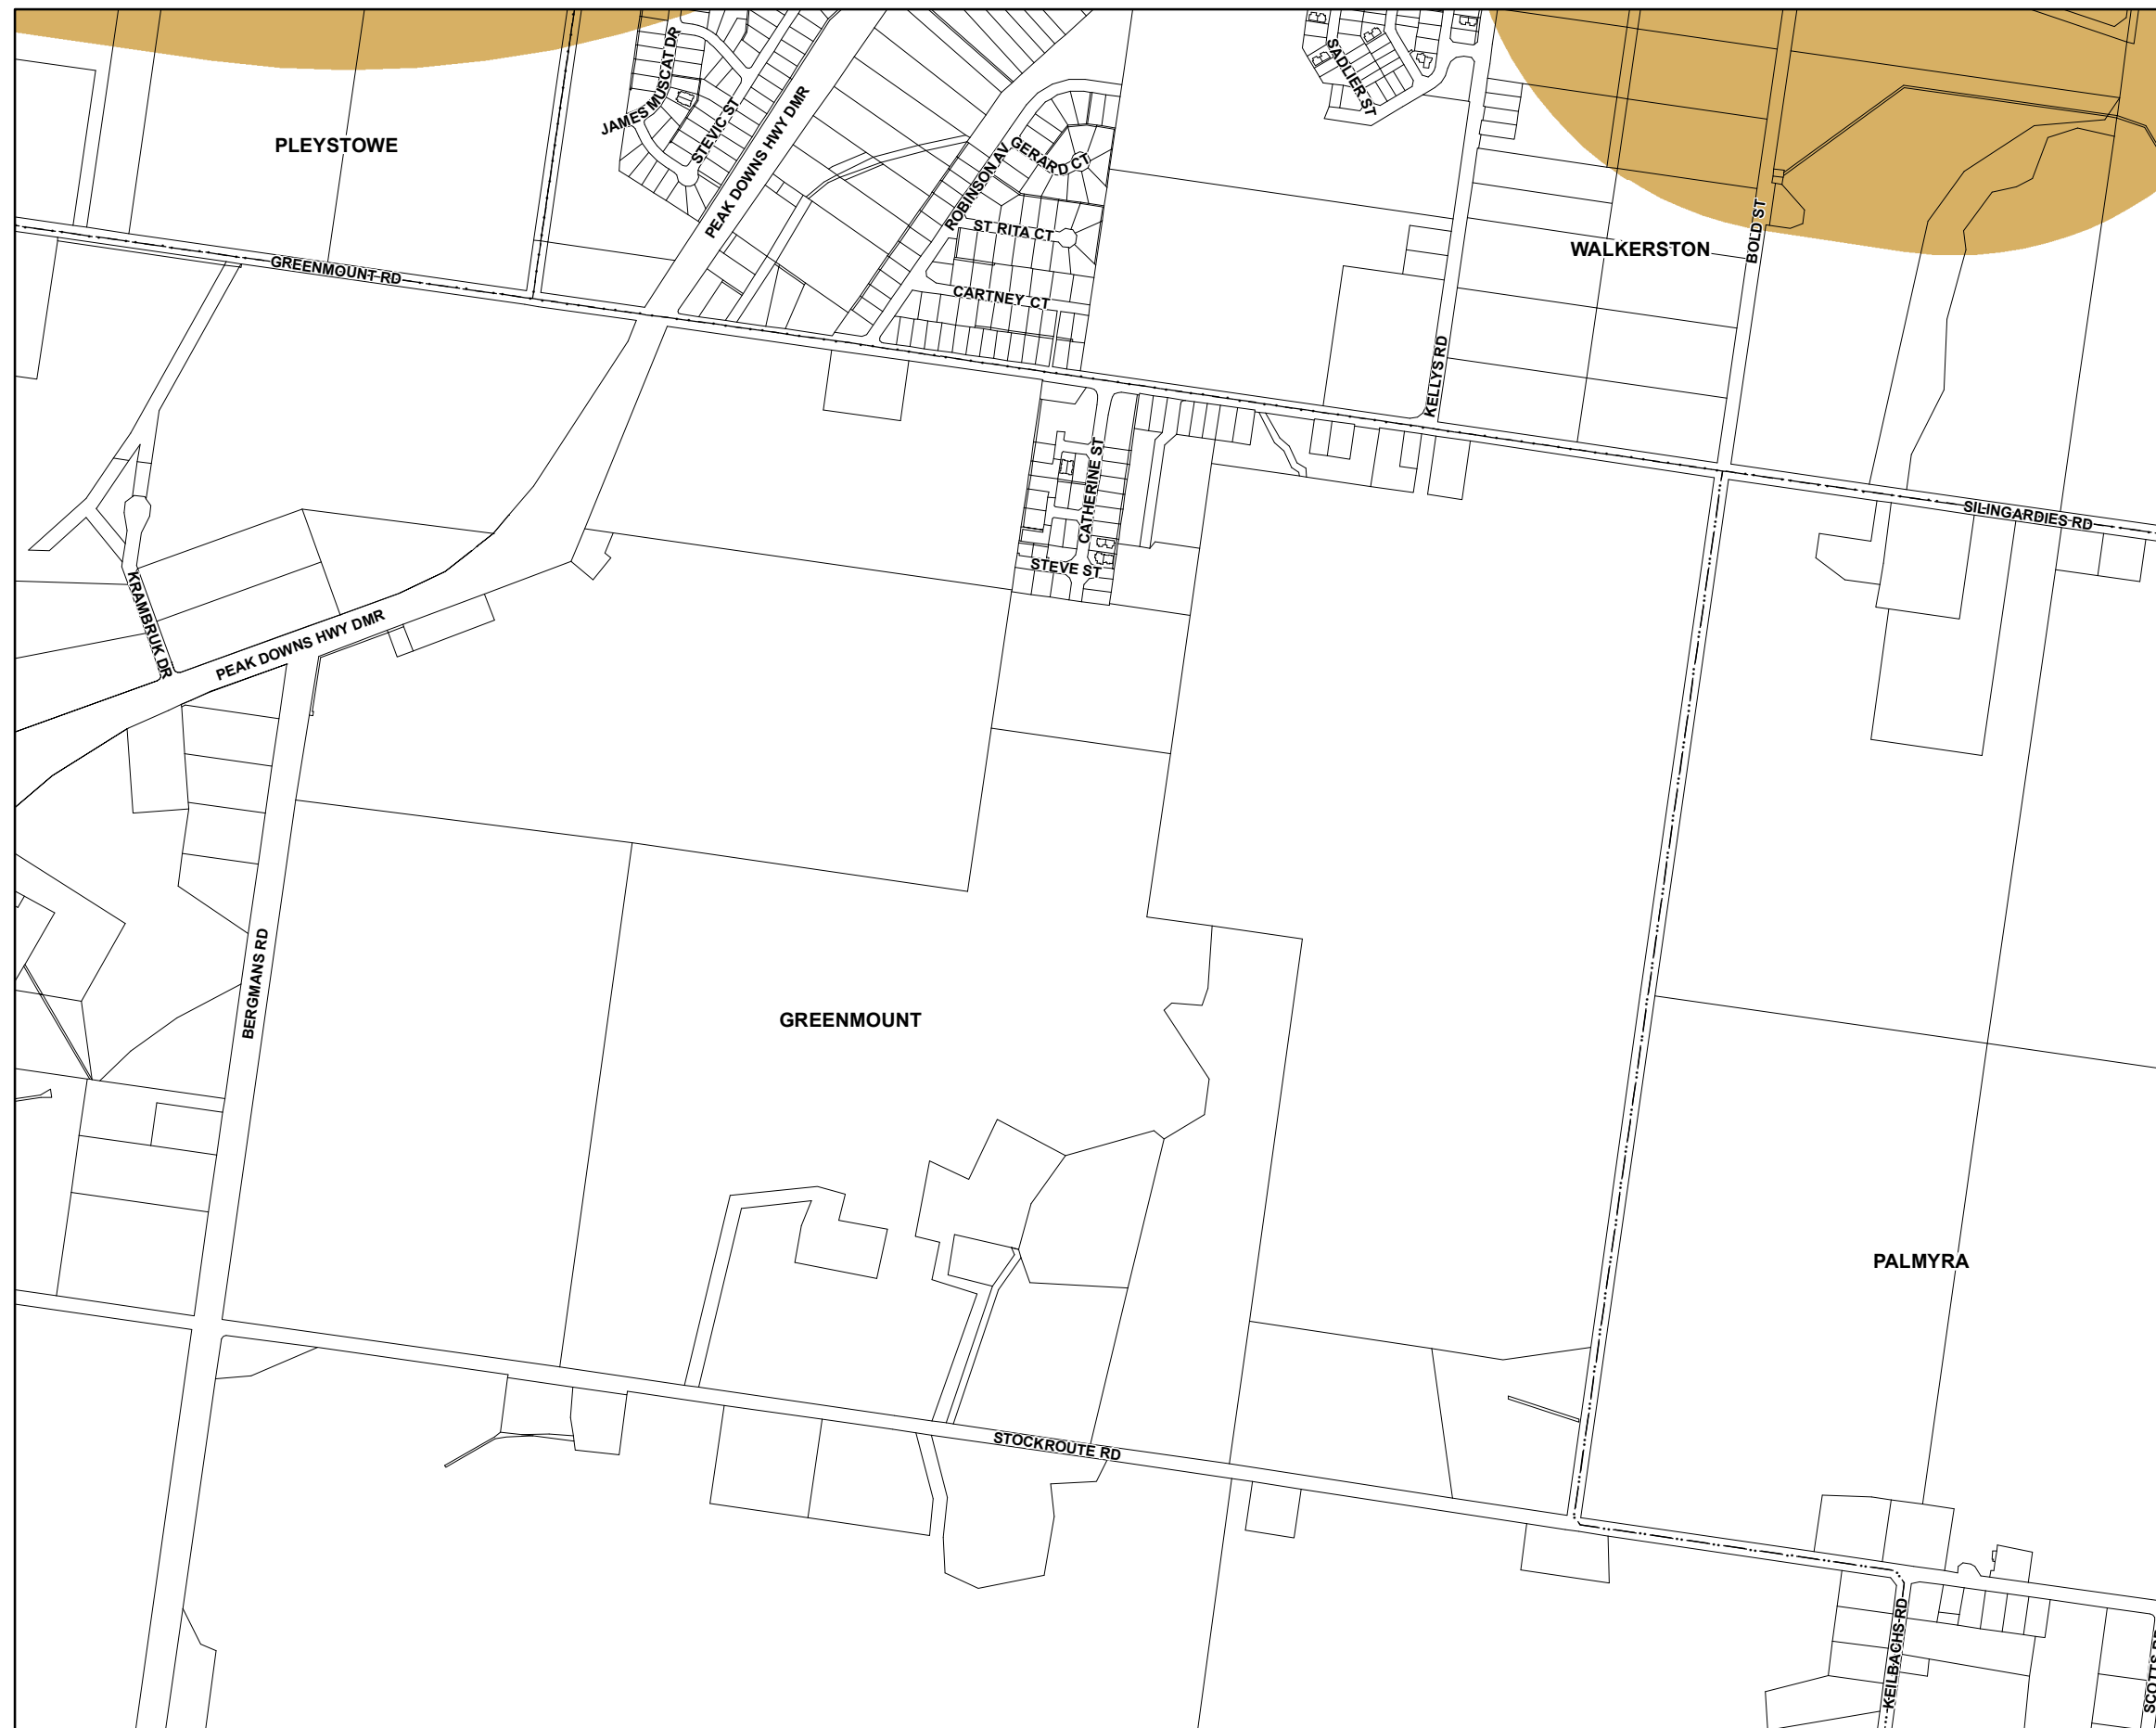 JAMES MUSCAT DR
STEVIC ST
PEAK DOWNS HWY DMR
SADLIER ST
PLEYSTOWE
ROBINSON AV
GERARD CT
ST RITA CT
WALKERSTON
BOLD ST
GREENMOUNT RD
CARTNEY CT
KELLYS RD
CATHERINE ST
SILINGARDIES RD
STEVE ST
KRAMBRUK DR
PEAK DOWNS HWY DMR
BERGMANS RD
GREENMOUNT
PALMYRA
STOCKROUTE RD
KEILBACHS RD
SCOTTS RD